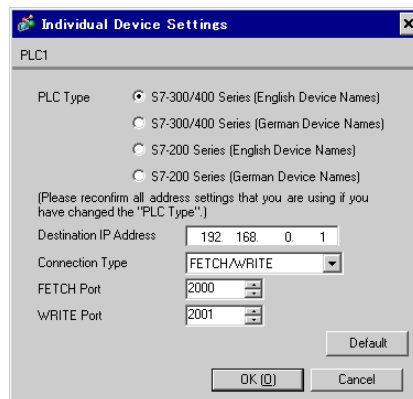 Individual Device Settings
PLC1
PLC Type
S7-300/400 Series (English Device Names)
S7-300/400 Series (German Device Names)
S7-200 Series (English Device Names)
S7-200 Series (German Device Names)
(Please reconfirm all address settings that you are using if you
have changed the "PLC Type".)
Destination IP Address 192. 168. 0. 1
Connection Type FETCH/WRITE
FETCH Port 2000
WRITE Port 2001
Default
OK (O) Cancel